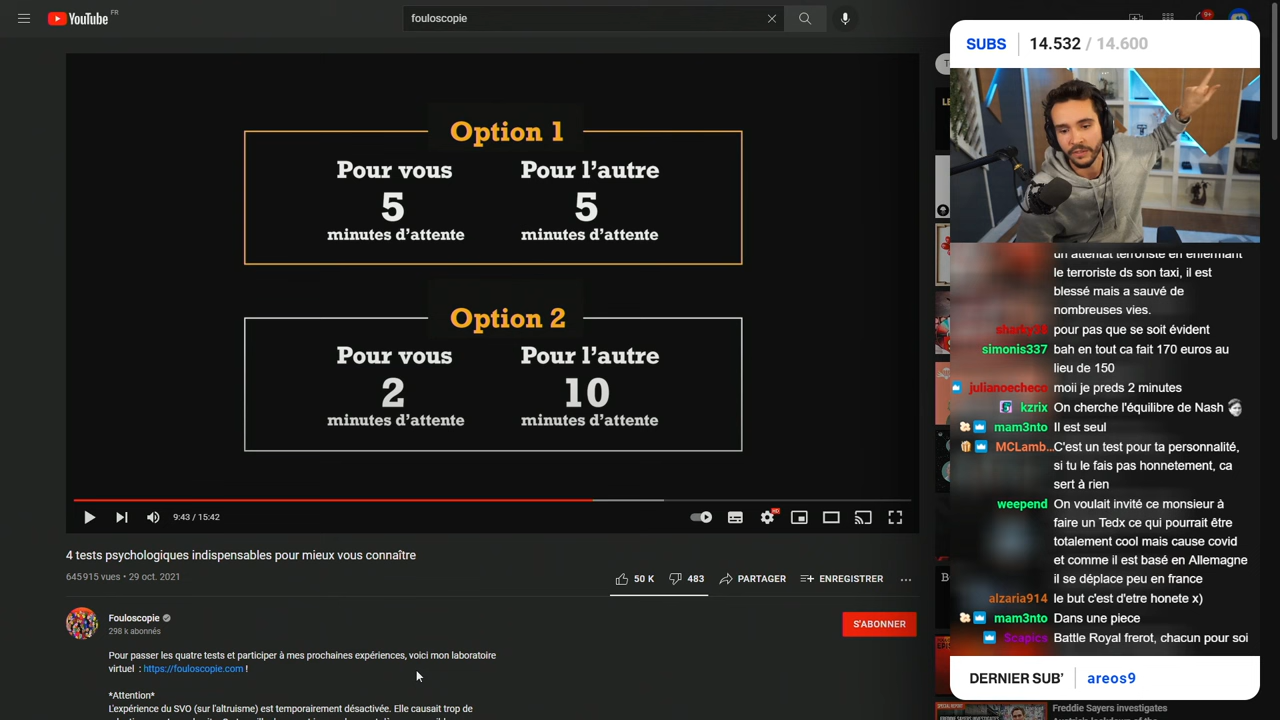 YouTube FR
fouloscopie
9+
SUBS 14.532 / 14.600
Option 1
Pour vous Pour l'autre
5 5
minutes d'attente minutes d'attente
Option 2
Pour vous Pour l'autre
2 10
minutes d'attente minutes d'attente
9:43 / 15:42
HD
4 tests psychologiques indispensables pour mieux vous connaître
645 915 vues • 29 oct. 2021
50 K 483 PARTAGER ENREGISTRER
Fouloscopie
298 k abonnés
S'ABONNER
Pour passer les quatre tests et participer à mes prochaines expériences, voici mon laboratoire
virtuel : https://fouloscopie.com !
*Attention*
L'expérience du SVO (sur l'altruisme) est temporairement désactivée. Elle causait trop de
un attentat terroriste en enfermant
le terroriste ds son taxi, il est
blessé mais a sauvé de
nombreuses vies.
pour pas que se soit évident
simonis337 bah en tout ca fait 170 euros au
lieu de 150
julianoecheco moii je preds 2 minutes
kzrix On cherche l'équilibre de Nash
mam3nto Il est seul
MCLamb... C'est un test pour ta personnalité,
si tu le fais pas honnetement, ca
sert à rien
weepend On voulait invité ce monsieur à
faire un Tedx ce qui pourrait être
totalement cool mais cause covid
et comme il est basé en Allemagne
il se déplace peu en france
alzaria914 le but c'est d'etre honete x)
mam3nto Dans une piece
Scapics Battle Royal frerot, chacun pour soi
DERNIER SUB' areos9
Freddie Sayers investigates